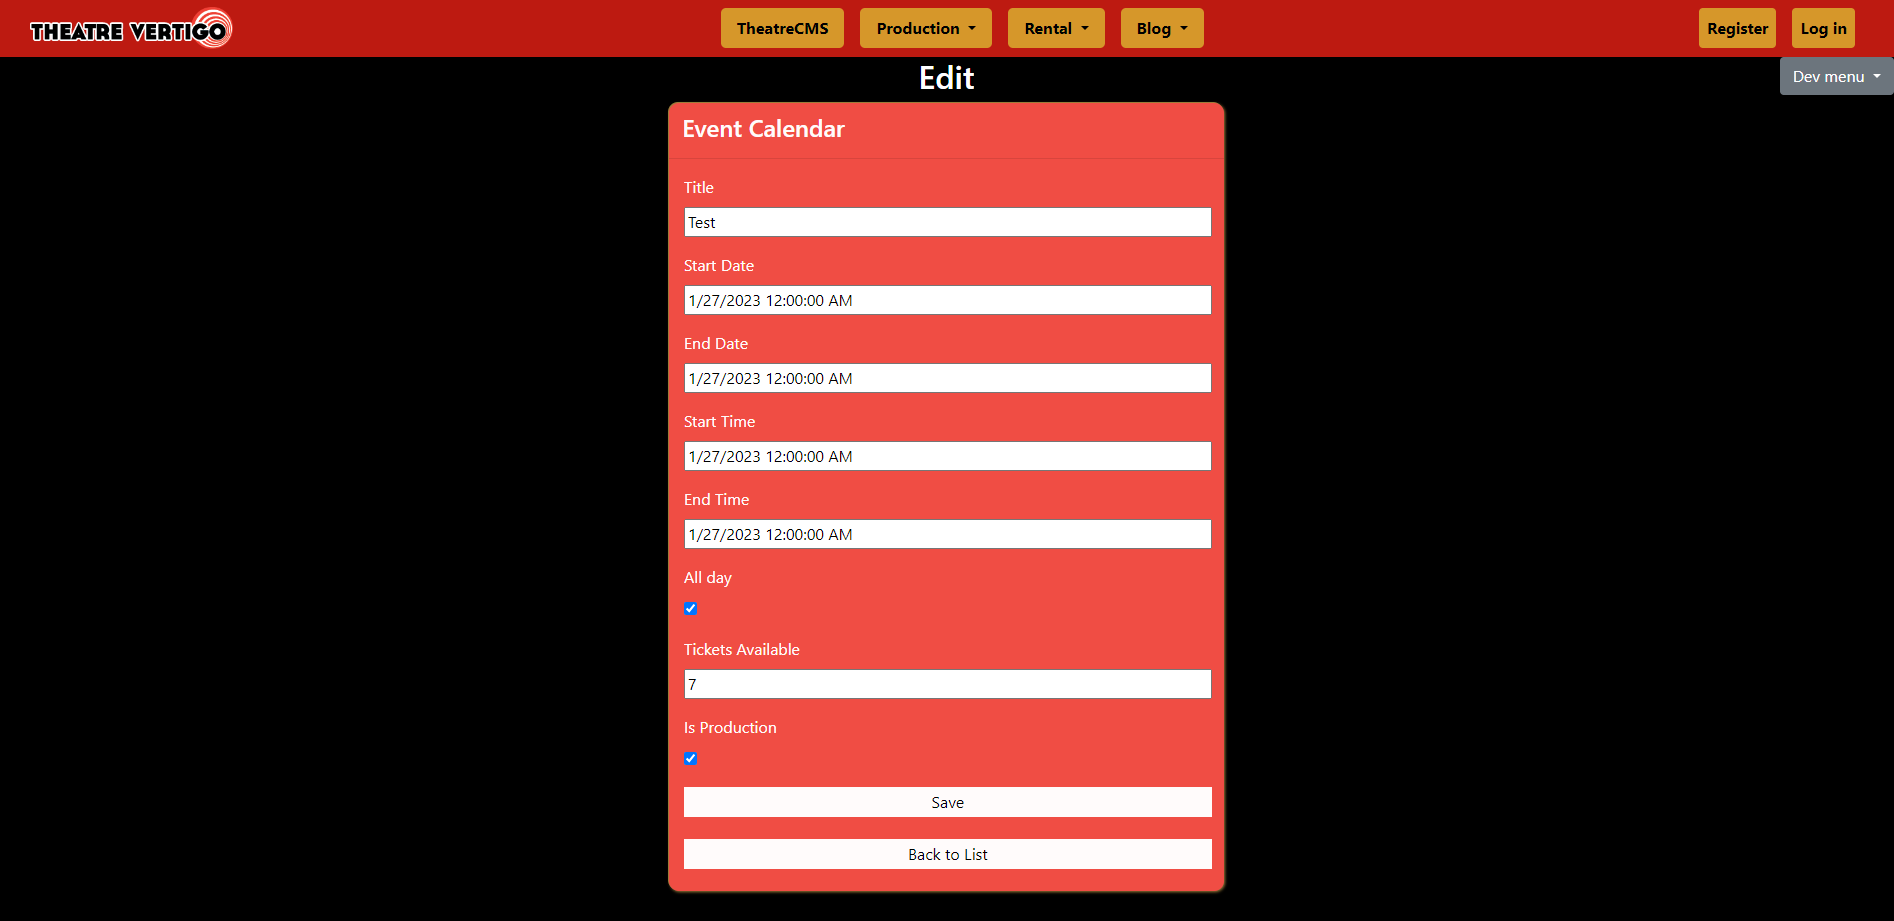 THEATRE VERTIGO
TheatreCMS
Production
Rental
Blog
Register
Log in
Dev menu
Edit
Event Calendar
Title
Test
Start Date
1/27/2023 12:00:00 AM
End Date
1/27/2023 12:00:00 AM
Start Time
1/27/2023 12:00:00 AM
End Time
1/27/2023 12:00:00 AM
All day
Tickets Available
7
Is Production
Save
Back to List